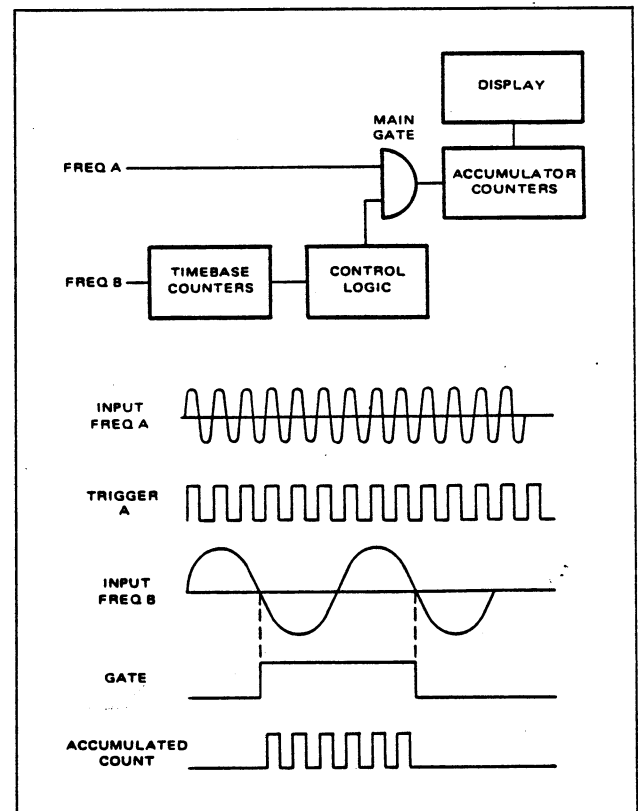 DISPLAY
MAIN
GATE
FREQ A
ACCUMULATOR
COUNTERS
FREQ B
TIMEBASE
COUNTERS
CONTROL
LOGIC
INPUT
FREQ A
TRIGGER
A
INPUT
FREQ B
GATE
ACCUMULATED
COUNT